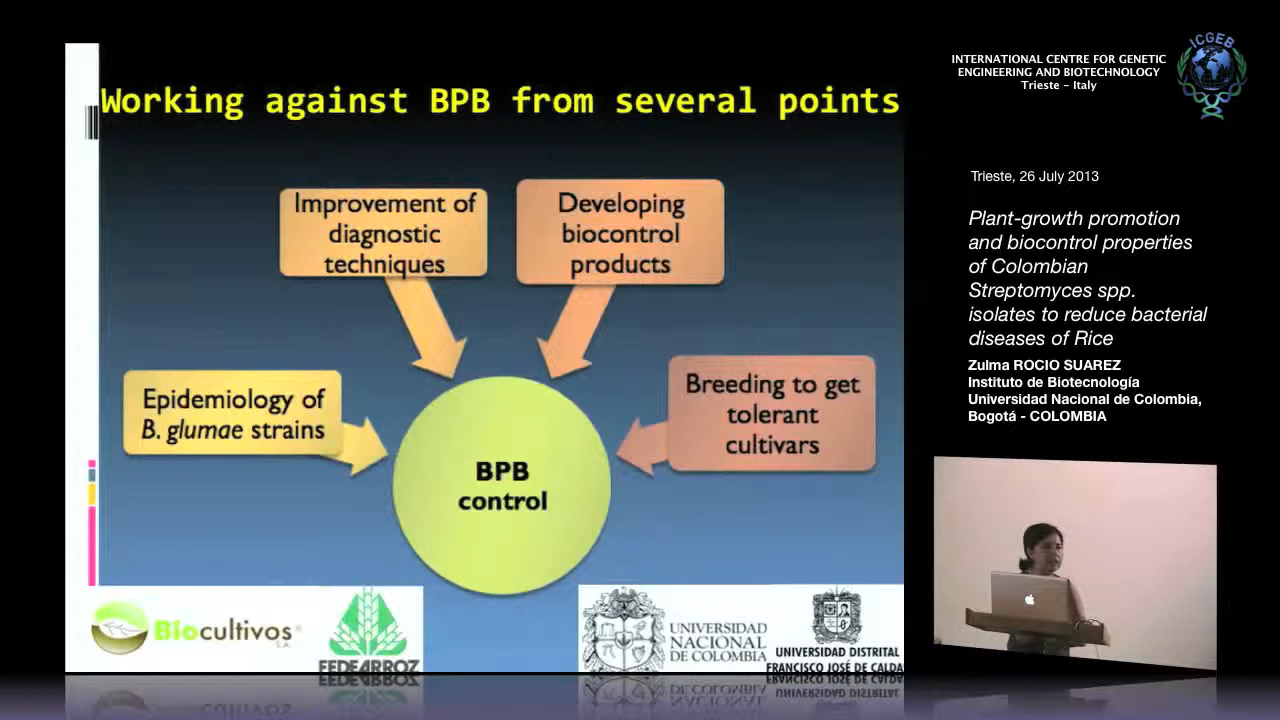 Working against BPB from several points
Improvement of
diagnostic
techniques
Developing
biocontrol
products
Epidemiology of
B. glumae strains
Breeding to get
tolerant
cultivars
BPB
control
Biocultivos
S.A.
FEDEARROZ
UNIVERSIDAD
NACIONAL
DE COLOMBIA
UNIVERSIDAD DISTRITAL
FRANCISCO JOSÉ DE CALDA
INTERNATIONAL CENTRE FOR GENETIC
ENGINEERING AND BIOTECHNOLOGY
Trieste - Italy
ICGEB
Trieste, 26 July 2013
Plant-growth promotion
and biocontrol properties
of Colombian
Streptomyces spp.
isolates to reduce bacterial
diseases of Rice
Zulma ROCIO SUAREZ
Instituto de Biotecnología
Universidad Nacional de Colombia,
Bogotá - COLOMBIA